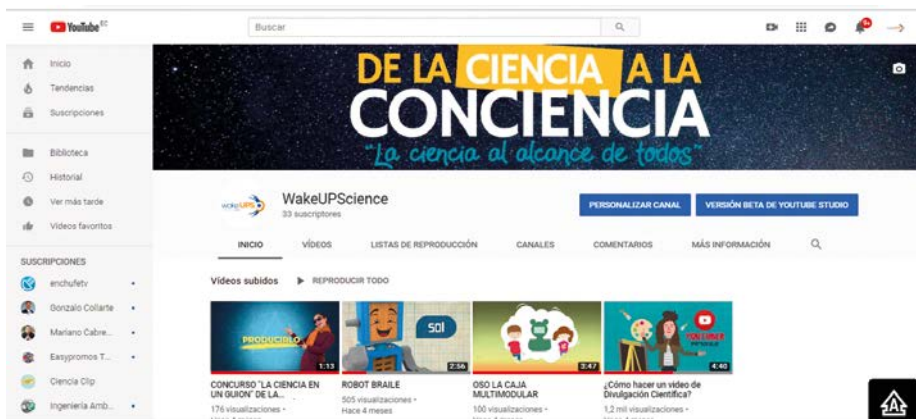 YouTube EC
Buscar
9+
Inicio
Tendencias
Suscripciones
Biblioteca
Historial
Ver más tarde
Vídeos favoritos
SUSCRIPCIONES
enchufetv
Gonzalo Collarte
Mariano Cabre...
Easypromos T...
Ciencia Clip
Ingeniería Amb...
DE LA CIENCIA A LA
CONCIENCIA
"La ciencia al alcance de todos"
wakeUPS
WakeUPScience
33 suscriptores
PERSONALIZAR CANAL
VERSIÓN BETA DE YOUTUBE STUDIO
INICIO VÍDEOS LISTAS DE REPRODUCCIÓN CANALES COMENTARIOS MÁS INFORMACIÓN
Vídeos subidos REPRODUCIR TODO
PRODUCIRLO
1:13
sol
2:56
3:47
4:40
CONCURSO "LA CIENCIA EN
UN GUION" DE LA...
176 visualizaciones •
ROBOT BRAILE
505 visualizaciones •
Hace 4 meses
OSO LA CAJA
MULTIMODULAR
100 visualizaciones •
¿Cómo hacer un video de
Divulgación Científica?
1,2 mil visualizaciones •